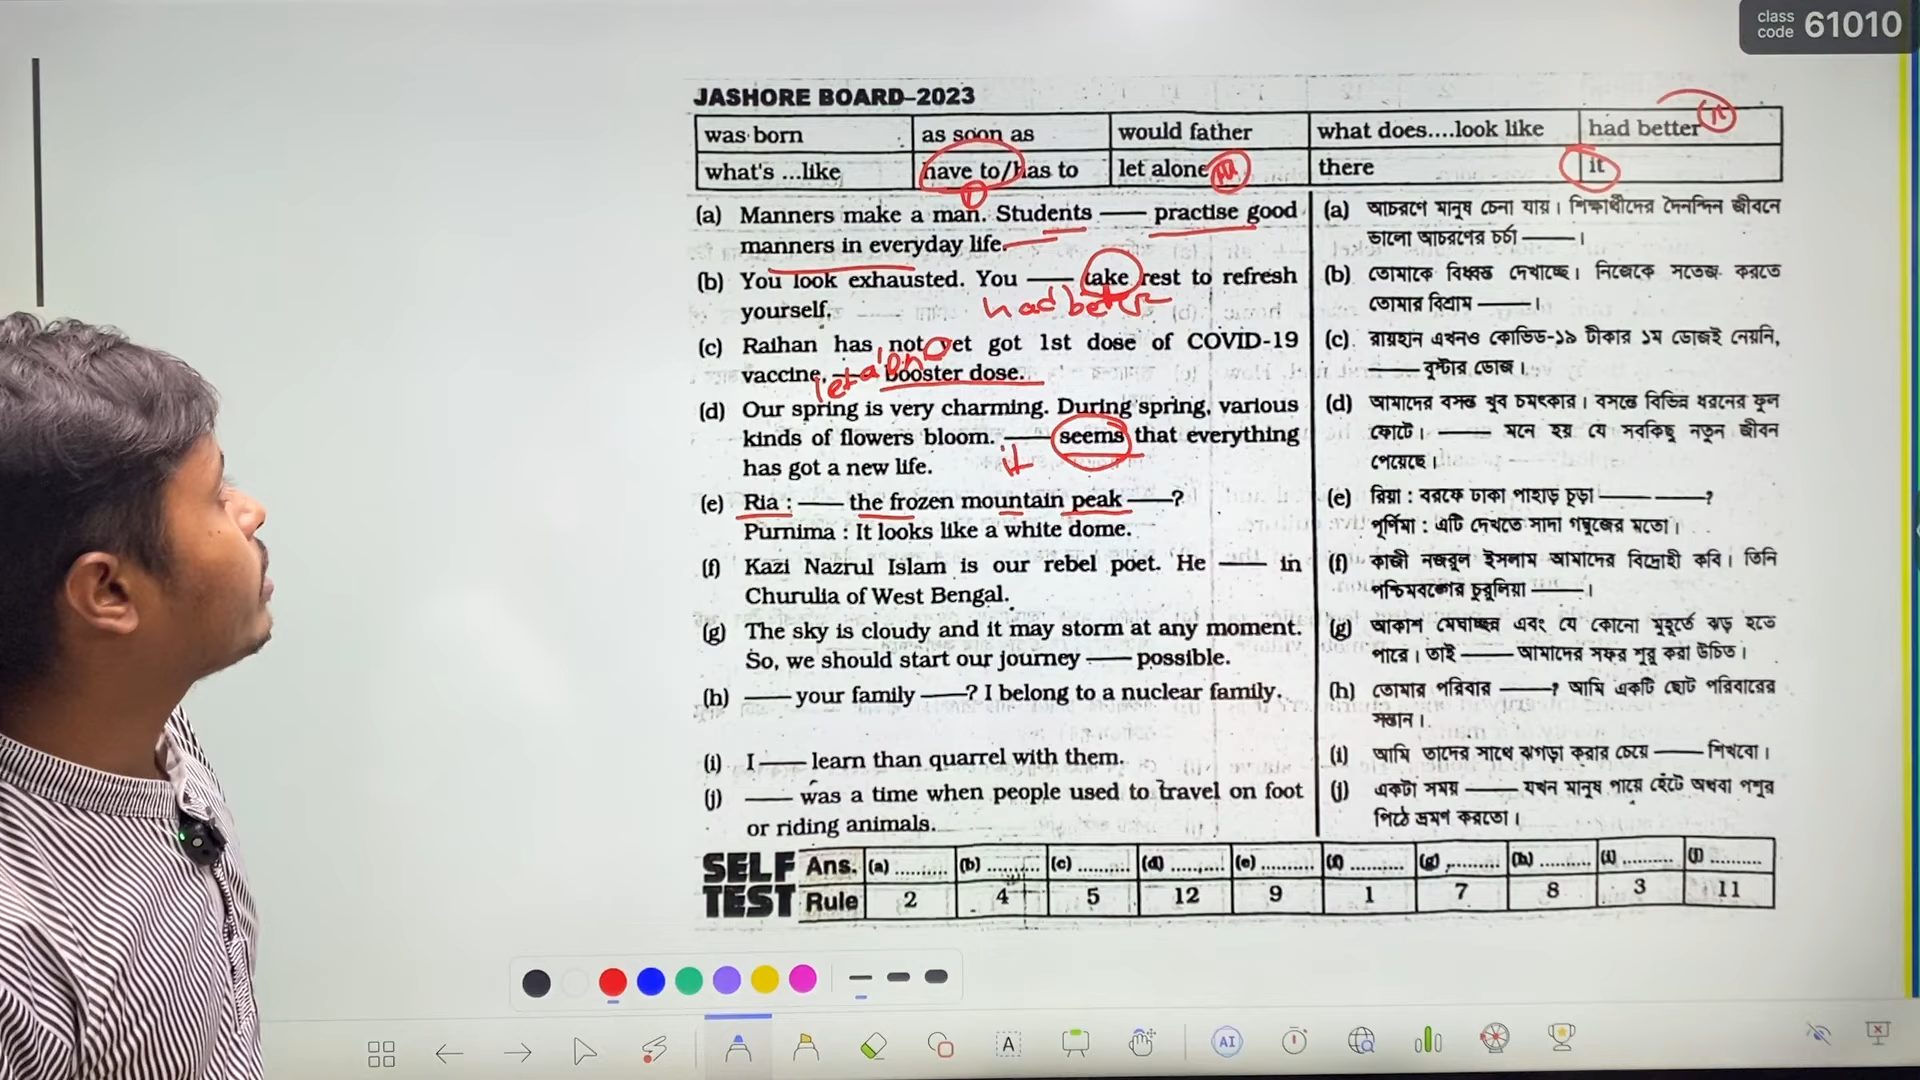 class code 61010
JASHORE BOARD–2023
was born as soon as would father what does....look like had better
what's ...like have to/has to let alone there it
(a) Manners make a man. Students —— practise good
manners in everyday life.
(b) You look exhausted. You —— take rest to refresh
had better
yourself.
(c) Raihan has not yet got 1st dose of COVID-19
let alone
vaccine, —— booster dose.
(d) Our spring is very charming. During spring, various
kinds of flowers bloom. —— seems that everything
it
has got a new life.
(e) Ria : —— the frozen mountain peak ——?
Purnima : It looks like a white dome.
(f) Kazi Nazrul Islam is our rebel poet. He —— in
Churulia of West Bengal.
(g) The sky is cloudy and it may storm at any moment.
So, we should start our journey —— possible.
(h) —— your family ——? I belong to a nuclear family.
(i) I —— learn than quarrel with them.
(j) —— was a time when people used to travel on foot
or riding animals.
(a) আচরণে মানুষ চেনা যায়। শিক্ষার্থীদের দৈনন্দিন জীবনে
ভালো আচরণের চর্চা ——।
(b) তোমাকে বিধ্বস্ত দেখাচ্ছে। নিজেকে সতেজ করতে
তোমার বিশ্রাম ——।
(c) রায়হান এখনও কোভিড-১৯ টীকার ১ম ডোজই নেয়নি,
—— বুস্টার ডোজ।
(d) আমাদের বসন্ত খুব চমৎকার। বসন্তে বিভিন্ন ধরনের ফুল
ফোটে। —— মনে হয় যে সবকিছু নতুন জীবন
পেয়েছে।
(e) রিয়া : বরফে ঢাকা পাহাড় চূড়া —— ——?
পূর্ণিমা : এটি দেখতে সাদা গম্বুজের মতো।
(f) কাজী নজরুল ইসলাম আমাদের বিদ্রোহী কবি। তিনি
পশ্চিমবঙ্গের চুরুলিয়া ——।
(g) আকাশ মেঘাচ্ছন্ন এবং যে কোনো মুহূর্তে ঝড় হতে
পারে। তাই —— আমাদের সফর শুরু করা উচিত।
(h) তোমার পরিবার ——? আমি একটি ছোট পরিবারের
সন্তান।
(i) আমি তাদের সাথে ঝগড়া করার চেয়ে —— শিখবো।
(j) একটা সময় —— যখন মানুষ পায়ে হেঁটে অথবা পশুর
পিঠে ভ্রমণ করতো।
SELF TEST
Ans. (a) .......... (b) .......... (c) .......... (d) .......... (e) .......... (f) .......... (g) .......... (h) .......... (i) .......... (j) ..........
Rule 2 4 5 12 9 1 7 8 3 11
A AI